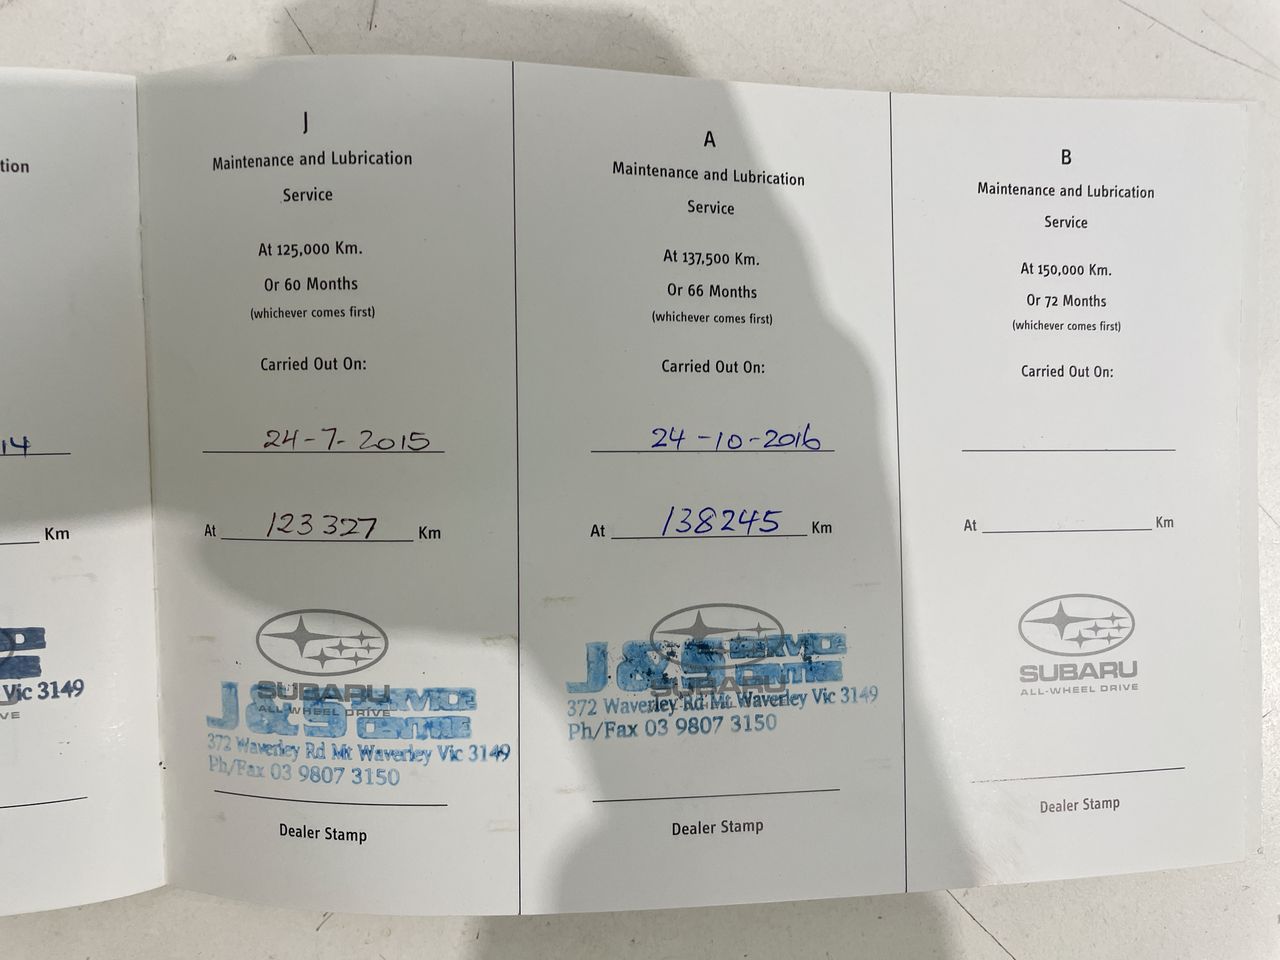 tion
14
Km
Vic 3149
VE
J
Maintenance and Lubrication
Service
At 125,000 Km.
Or 60 Months
(whichever comes first)
Carried Out On:
24-7-2015
At 123327 Km
SUBARU
ALL-WHEEL DRIVE
J&S SERVICE
CENTRE
372 Waverley Rd Mt Waverley Vic 3149
Ph/Fax 03 9807 3150
Dealer Stamp
A
Maintenance and Lubrication
Service
At 137,500 Km.
Or 66 Months
(whichever comes first)
Carried Out On:
24-10-2016
At 138245 Km
J&S SERVICE
CENTRE
SUBARU
372 Waverley Rd Mt Waverley Vic 3149
Ph/Fax 03 9807 3150
Dealer Stamp
B
Maintenance and Lubrication
Service
At 150,000 Km.
Or 72 Months
(whichever comes first)
Carried Out On:
At Km
SUBARU
ALL-WHEEL DRIVE
Dealer Stamp